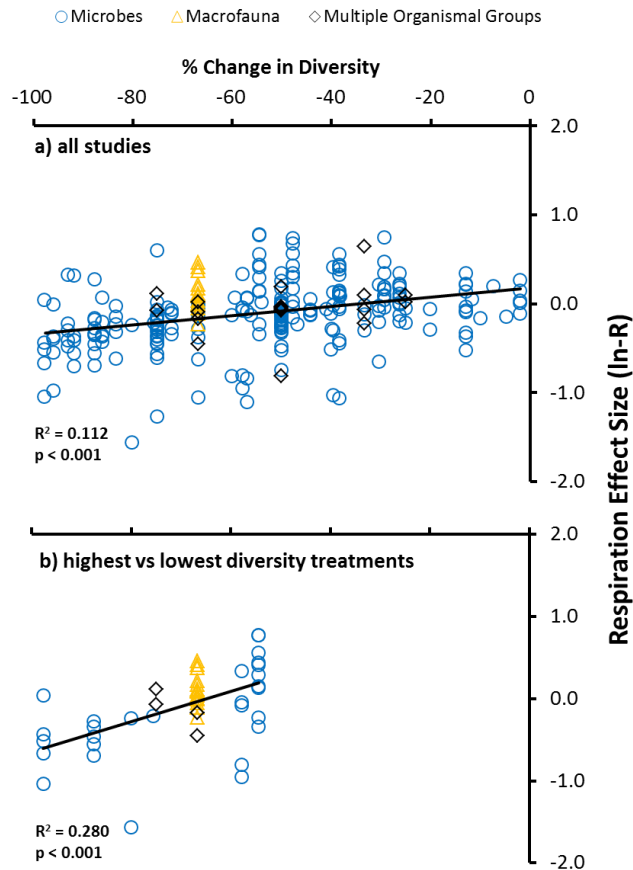 Microbes Macrofauna Multiple Organismal Groups
% Change in Diversity
-100 -80 -60 -40 -20 0
2.0
a) all studies
1.0
0.0
-1.0
R² = 0.112
p < 0.001
-2.0
Respiration Effect Size (ln-R)
2.0
b) highest vs lowest diversity treatments
1.0
0.0
-1.0
R² = 0.280
p < 0.001
-2.0